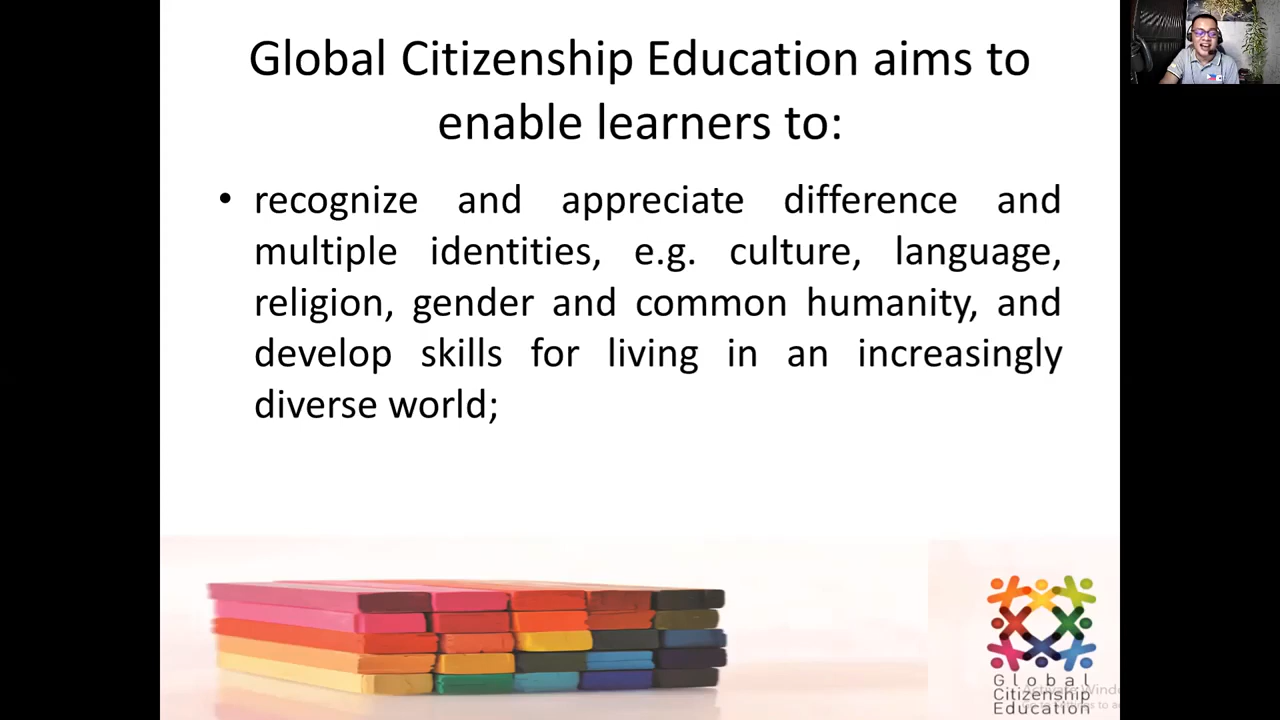 Global Citizenship Education aims to
enable learners to:
• recognize and appreciate difference and
multiple identities, e.g. culture, language,
religion, gender and common humanity, and
develop skills for living in an increasingly
diverse world;
Global
Citizenship
Education